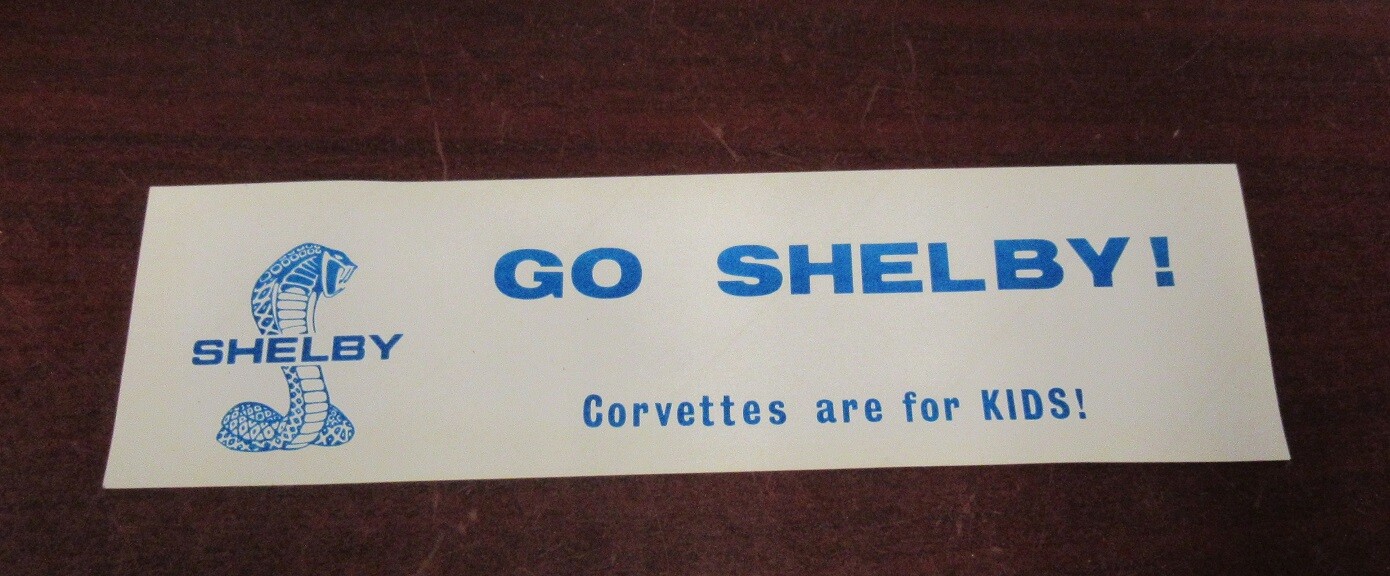 SHELBY
GO SHELBY!
Corvettes are for KIDS!